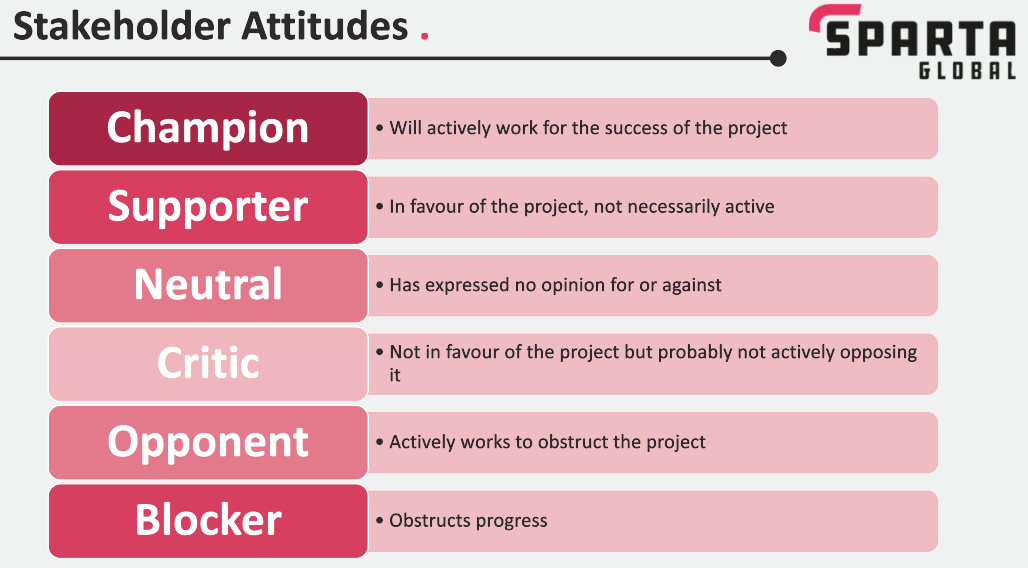 Stakeholder Attitudes .
SPARTA
GLOBAL
Champion
• Will actively work for the success of the project
Supporter
• In favour of the project, not necessarily active
Neutral
• Has expressed no opinion for or against
Critic
• Not in favour of the project but probably not actively opposing
it
Opponent
• Actively works to obstruct the project
Blocker
• Obstructs progress